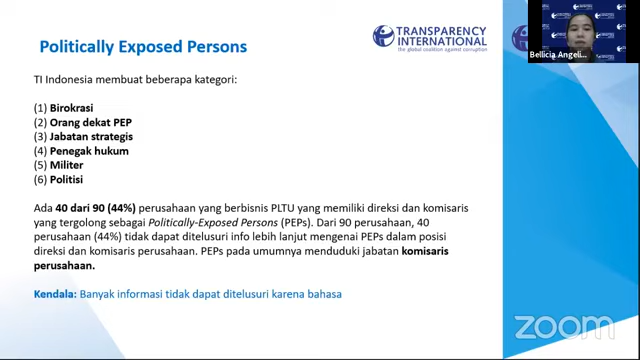 Politically Exposed Persons
TRANSPARENCY
INTERNATIONAL
the global coalition against corruption
TI Indonesia membuat beberapa kategori:
(1) Birokrasi
(2) Orang dekat PEP
(3) Jabatan strategis
(4) Penegak hukum
(5) Militer
(6) Politisi
Ada 40 dari 90 (44%) perusahaan yang berbisnis PLTU yang memiliki direksi dan komisaris
yang tergolong sebagai Politically-Exposed Persons (PEPs). Dari 90 perusahaan, 40
perusahaan (44%) tidak dapat ditelusuri info lebih lanjut mengenai PEPs dalam posisi
direksi dan komisaris perusahaan. PEPs pada umumnya menduduki jabatan komisaris
perusahaan.
Kendala: Banyak informasi tidak dapat ditelusuri karena bahasa
Bellicia Angeli...
zoom